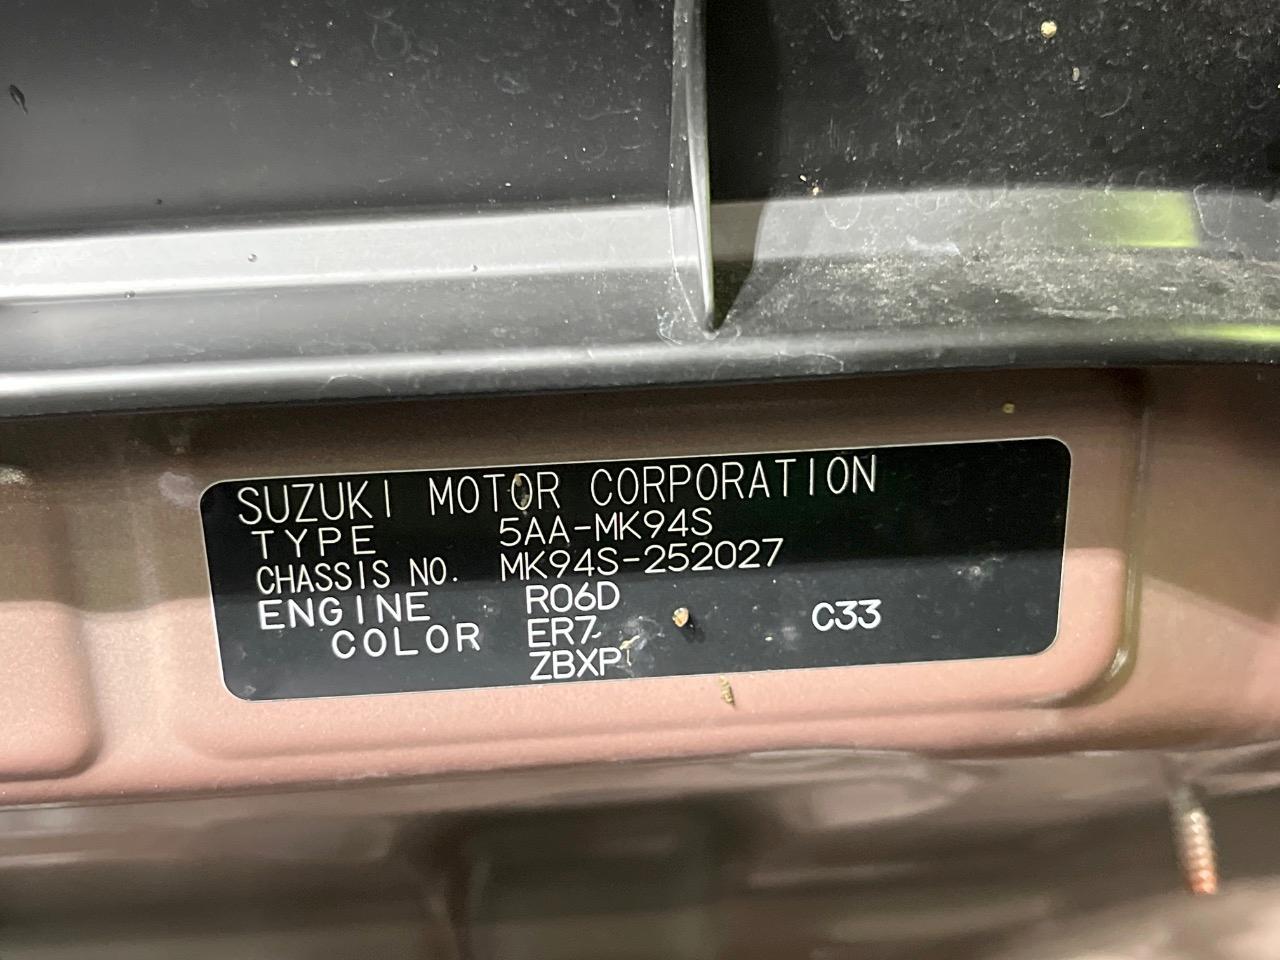 SUZUKI MOTOR CORPORATION
TYPE 5AA-MK94S
CHASSIS NO. MK94S-252027
ENGINE R06D
COLOR ER7 C33
ZBXP